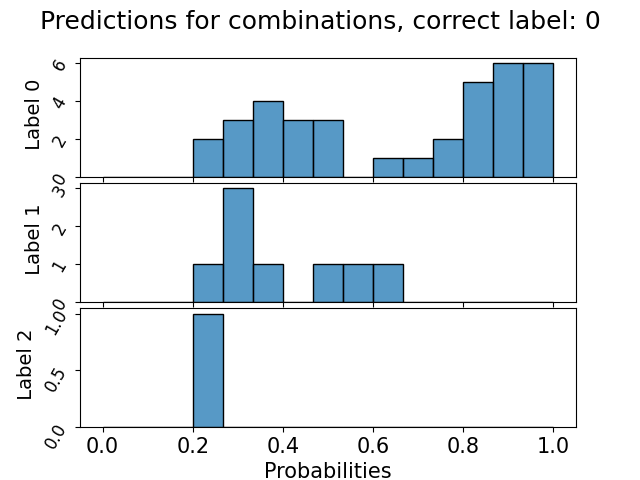 Predictions for combinations, correct label: 0
Label 0
6
4
2
0
Label 1
3
2
1
0
Label 2
1.0
0.5
0.0
0.0 0.2 0.4 0.6 0.8 1.0
Probabilities